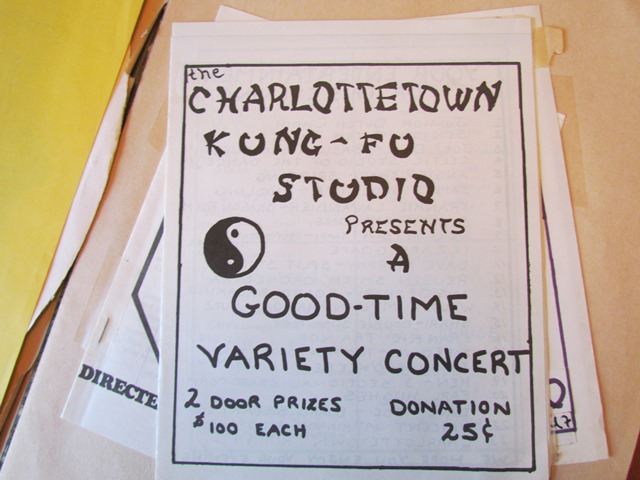 the
CHARLOTTETOWN
KUNG-FU
STUDIO
PRESENTS
A
GOOD-TIME
VARIETY CONCERT
2 DOOR PRIZES
$100 EACH
DONATION
25¢
DIRECTE